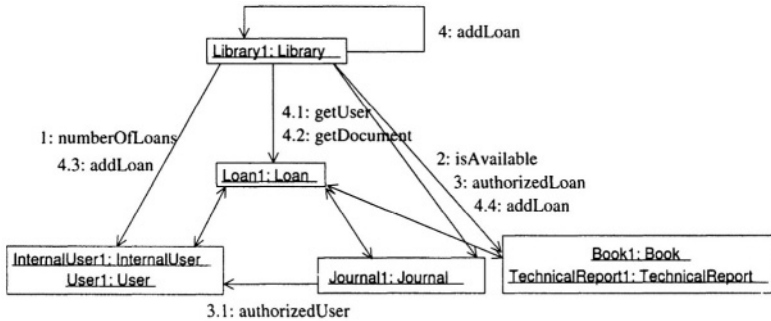 4: addLoan
Library1: Library
4.1: getUser
4.2: getDocument
1: numberOfLoans
4.3: addLoan
2: isAvailable
3: authorizedLoan
4.4: addLoan
Loan1: Loan
InternalUser1: InternalUser
User1: User
Journal1: Journal
Book1: Book
TechnicalReport1: TechnicalReport
3.1: authorizedUser